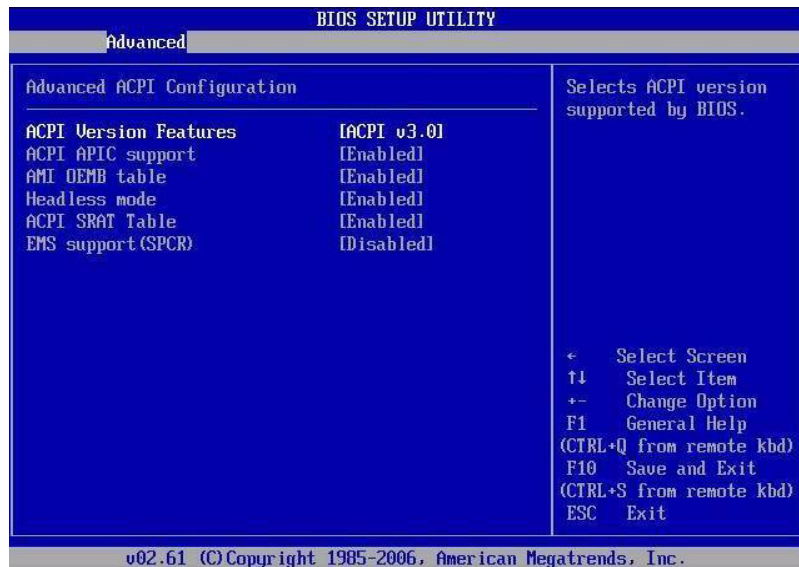 BIOS SETUP UTILITY
Advanced
Advanced ACPI Configuration
ACPI Version Features [ACPI v3.0]
ACPI APIC support [Enabled]
AMI OEMB table [Enabled]
Headless mode [Enabled]
ACPI SRAT Table [Enabled]
EMS support(SPCR) [Disabled]
Selects ACPI version
supported by BIOS.
← Select Screen
↑↓ Select Item
+- Change Option
F1 General Help
(CTRL+Q from remote kbd)
F10 Save and Exit
(CTRL+S from remote kbd)
ESC Exit
v02.61 (C)Copyright 1985-2006, American Megatrends, Inc.